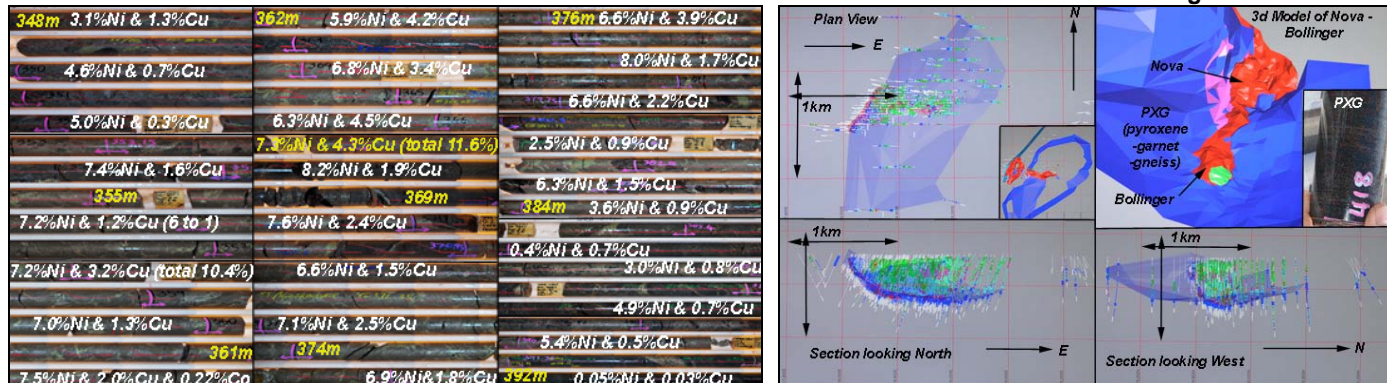 348m 3.1%Ni & 1.3%Cu
4.6%Ni & 0.7%Cu
5.0%Ni & 0.3%Cu
7.4%Ni & 1.6%Cu
355m
7.2%Ni & 1.2%Cu (6 to 1)
7.2%Ni & 3.2%Cu (total 10.4%)
7.0%Ni & 1.3%Cu
361m
7.5%Ni & 2.0%Cu & 0.22%Co
362m 5.9%Ni & 4.2%Cu
6.8%Ni & 3.4%Cu
6.3%Ni & 4.5%Cu
7.3%Ni & 4.3%Cu (total 11.6%)
8.2%Ni & 1.9%Cu
369m
7.6%Ni & 2.4%Cu
6.6%Ni & 1.5%Cu
7.1%Ni & 2.5%Cu
374m
6.9%Ni&1.8%Cu
376m 6.6%Ni & 3.9%Cu
8.0%Ni & 1.7%Cu
6.6%Ni & 2.2%Cu
2.5%Ni & 0.9%Cu
6.3%Ni & 1.5%Cu
384m 3.6%Ni & 0.9%Cu
0.4%Ni & 0.7%Cu
3.0%Ni & 0.8%Cu
4.9%Ni & 0.7%Cu
5.4%Ni & 0.5%Cu
392m 0.05%Ni & 0.03%Cu
Plan View
E
N
1km
3d Model of Nova -
Bollinger
Nova
PXG
(pyroxene
-garnet
-gneiss)
Bollinger
PXG
1km
Section looking North
E
1km
Section looking West
N